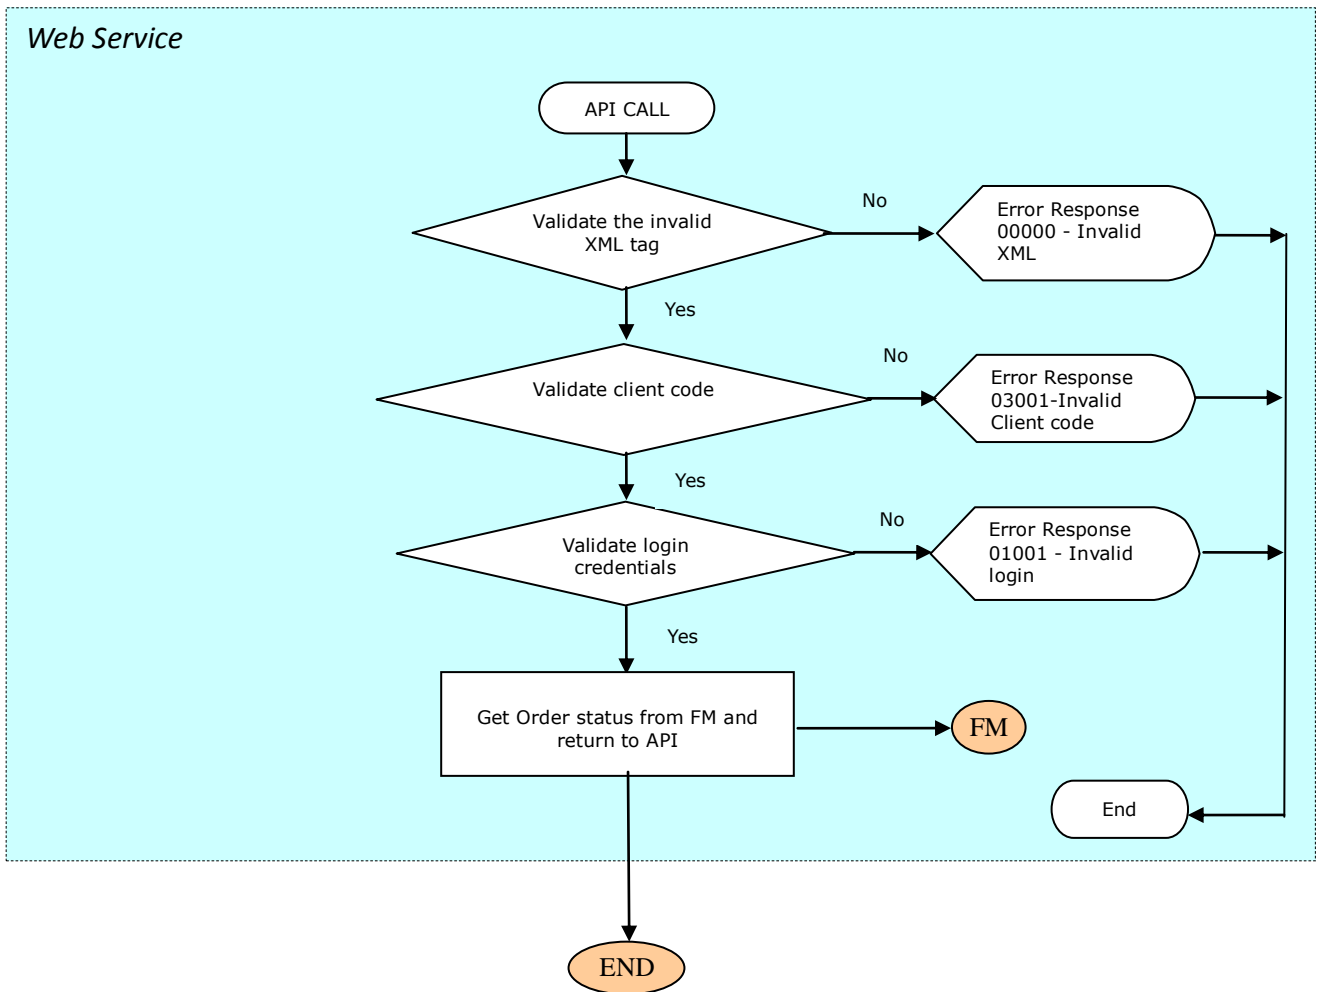 Web Service
API CALL
Validate the invalid
XML tag
No
Error Response
00000 - Invalid
XML
Yes
Validate client code
No
Error Response
03001-Invalid
Client code
Yes
Validate login
credentials
No
Error Response
01001 - Invalid
login
Yes
Get Order status from FM and
return to API
FM
End
END